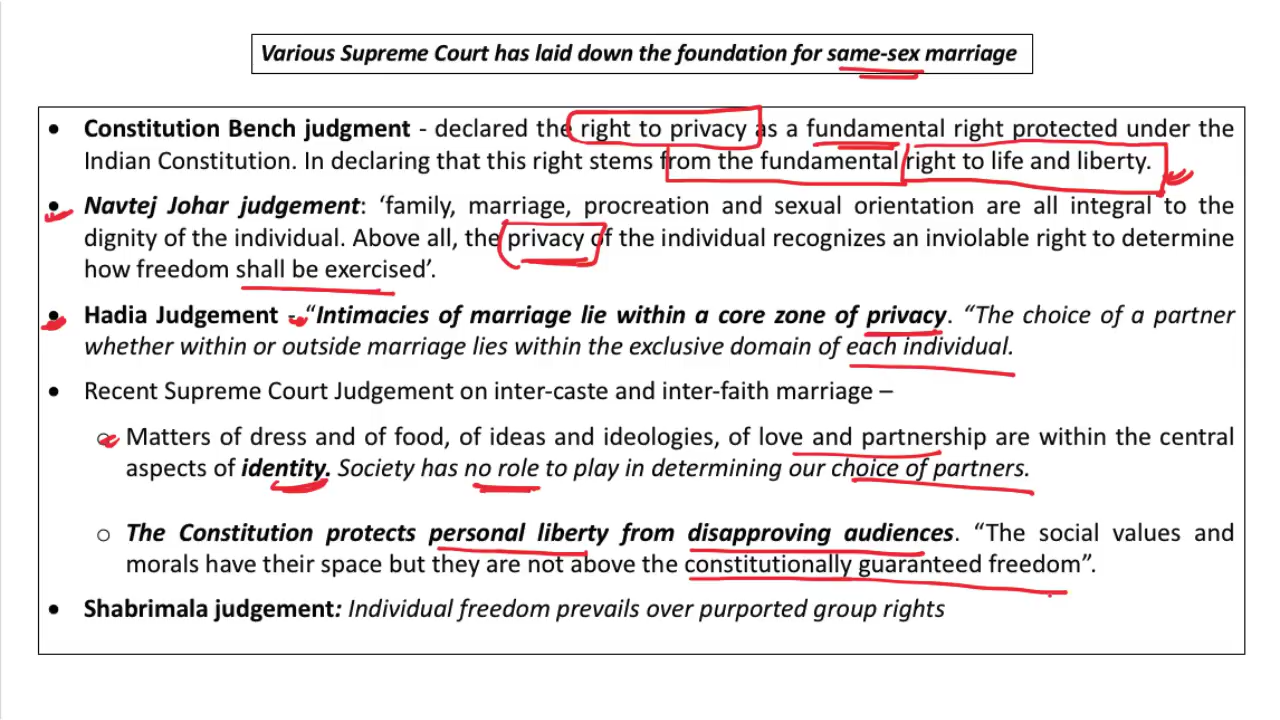 Various Supreme Court has laid down the foundation for same-sex marriage
• Constitution Bench judgment - declared the right to privacy as a fundamental right protected under the
Indian Constitution. In declaring that this right stems from the fundamental right to life and liberty.
• Navtej Johar judgement: ‘family, marriage, procreation and sexual orientation are all integral to the
dignity of the individual. Above all, the privacy of the individual recognizes an inviolable right to determine
how freedom shall be exercised’.
• Hadia Judgement - “Intimacies of marriage lie within a core zone of privacy. “The choice of a partner
whether within or outside marriage lies within the exclusive domain of each individual.
• Recent Supreme Court Judgement on inter-caste and inter-faith marriage –
o Matters of dress and of food, of ideas and ideologies, of love and partnership are within the central
aspects of identity. Society has no role to play in determining our choice of partners.
o The Constitution protects personal liberty from disapproving audiences. “The social values and
morals have their space but they are not above the constitutionally guaranteed freedom”.
• Shabrimala judgement: Individual freedom prevails over purported group rights